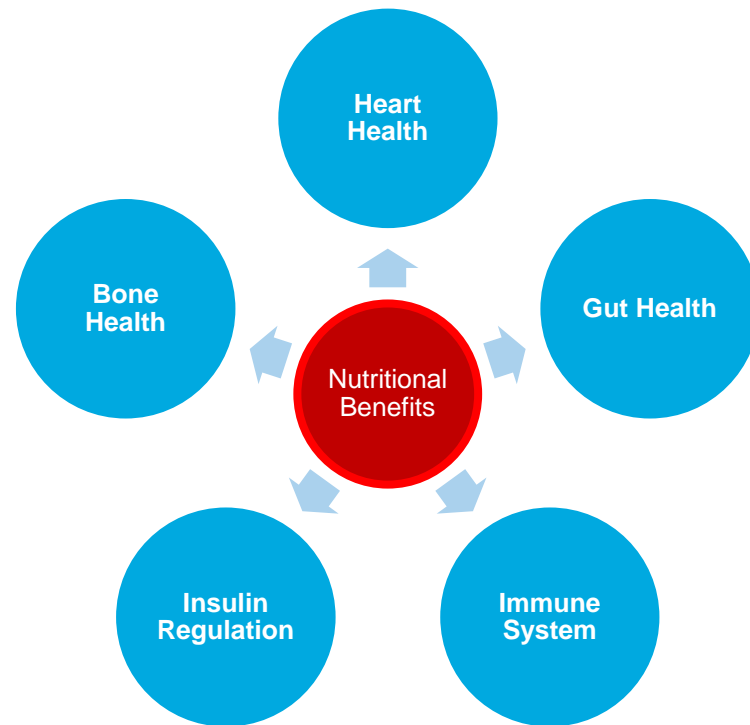 Heart
Health
Bone
Health
Gut Health
Nutritional
Benefits
Insulin
Regulation
Immune
System